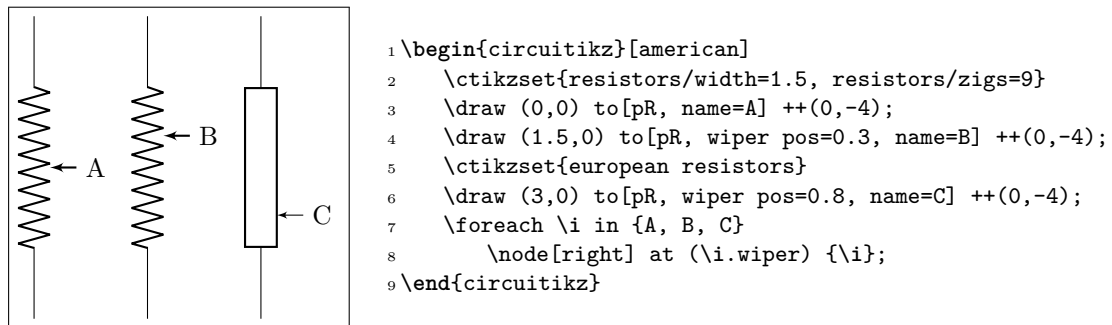 A
B
C
1 \begin{circuitikz}[american]
2 \ctikzset{resistors/width=1.5, resistors/zigs=9}
3 \draw (0,0) to[pR, name=A] ++(0,-4);
4 \draw (1.5,0) to[pR, wiper pos=0.3, name=B] ++(0,-4);
5 \ctikzset{european resistors}
6 \draw (3,0) to[pR, wiper pos=0.8, name=C] ++(0,-4);
7 \foreach \i in {A, B, C}
8 \node[right] at (\i.wiper) {\i};
9 \end{circuitikz}